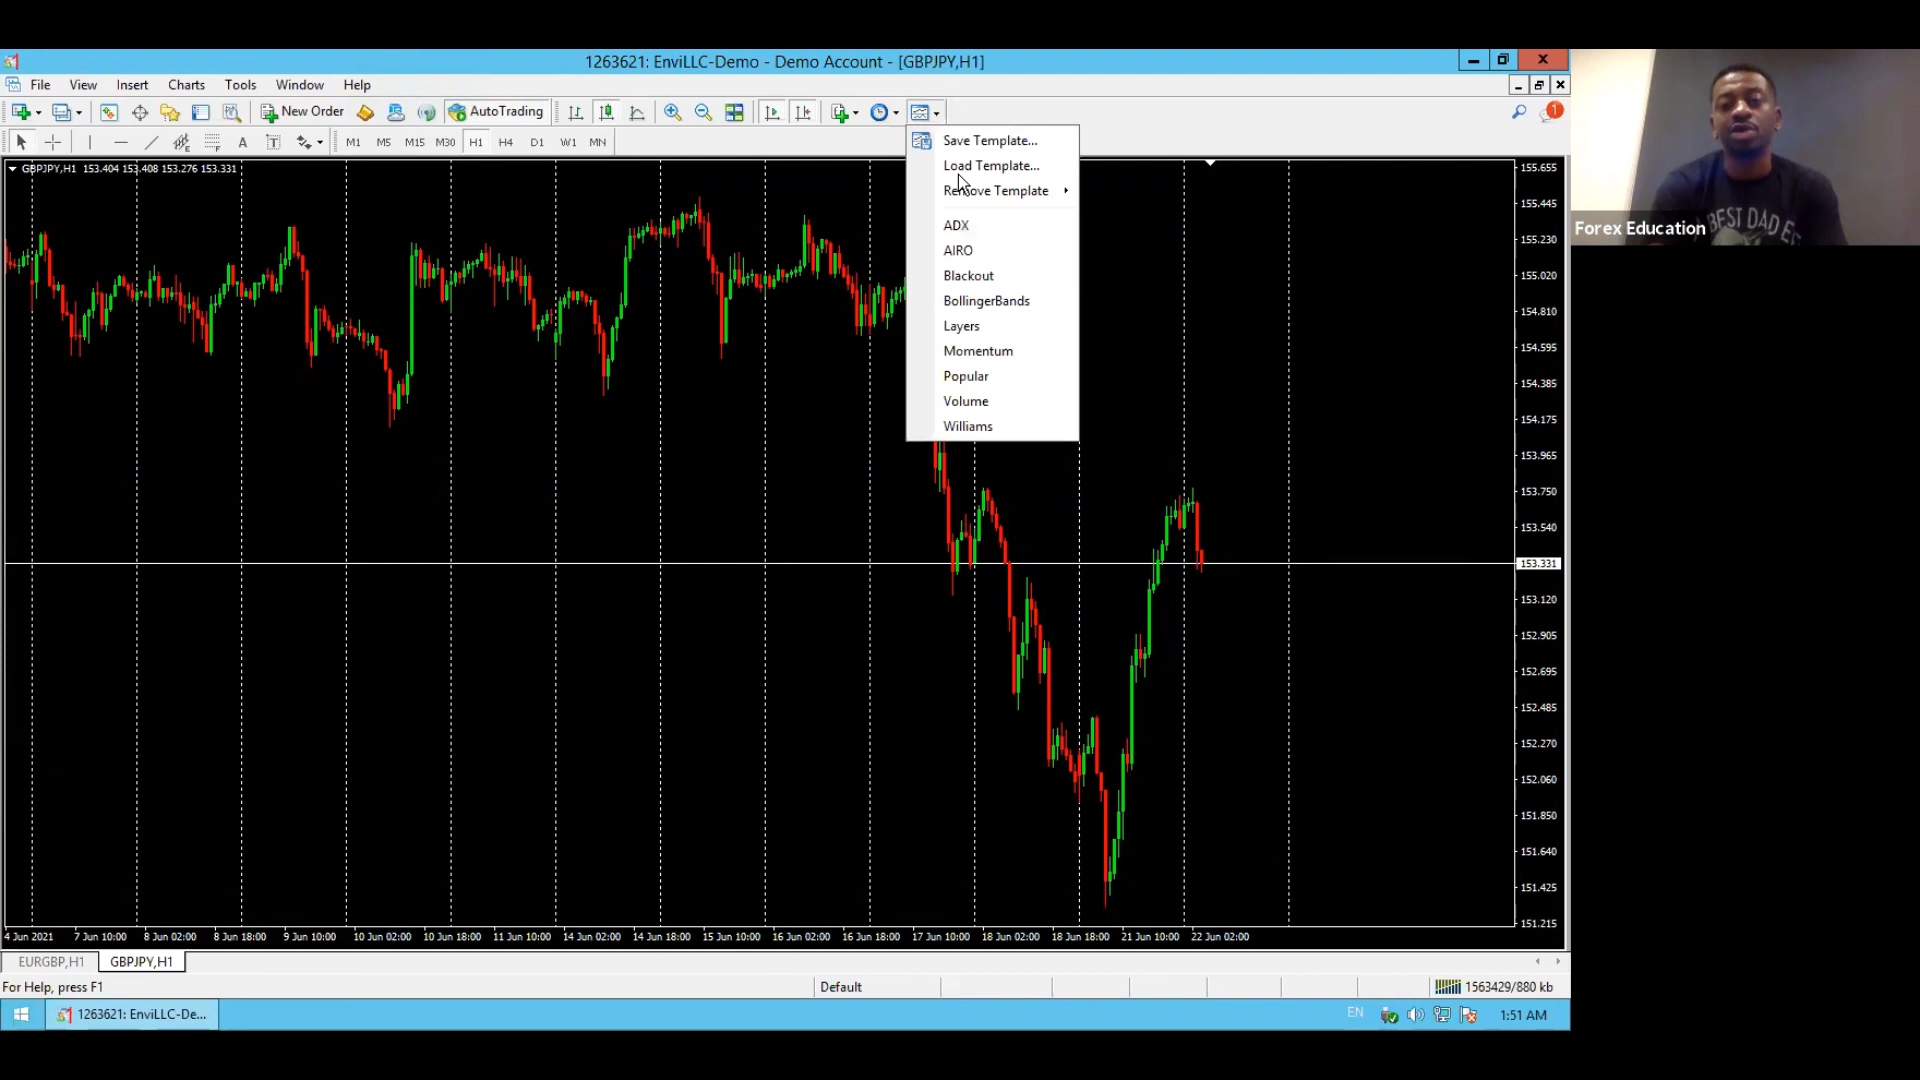 1263621: EnviLLC-Demo - Demo Account - [GBPJPY,H1]
File View Insert Charts Tools Window Help
New Order AutoTrading 1
A T M1 M5 M15 M30 H1 H4 D1 W1 MN
Save Template...
Load Template...
Remove Template
ADX
AIRO
Blackout
BollingerBands
Layers
Momentum
Popular
Volume
Williams
GBPJPY,H1 153.404 153.408 153.276 153.331
155.655
155.445
155.230
155.020
154.810
154.595
154.385
154.175
153.965
153.750
153.540
153.331
153.120
152.905
152.695
152.485
152.270
152.060
151.850
151.640
151.425
151.215
4 Jun 2021 7 Jun 10:00 8 Jun 02:00 8 Jun 18:00 9 Jun 10:00 10 Jun 02:00 10 Jun 18:00 11 Jun 10:00 14 Jun 02:00 14 Jun 18:00 15 Jun 10:00 16 Jun 02:00 16 Jun 18:00 17 Jun 10:00 18 Jun 02:00 18 Jun 18:00 21 Jun 10:00 22 Jun 02:00
EURGBP,H1 GBPJPY,H1
For Help, press F1 Default 1563429/880 kb
1263621: EnviLLC-De... EN 1:51 AM
Forex Education
BEST DAD